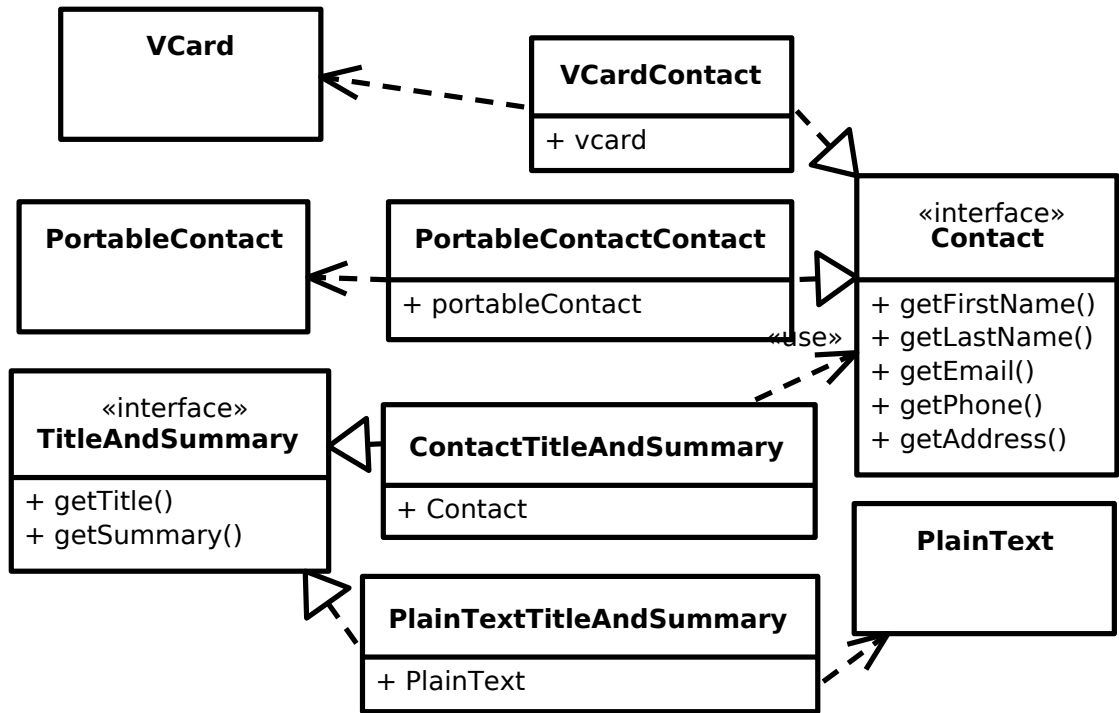 VCard
VCardContact
+ vcard
PortableContact
PortableContactContact
+ portableContact
«interface»
Contact
+ getFirstName()
+ getLastName()
+ getEmail()
+ getPhone()
+ getAddress()
«use»
«interface»
TitleAndSummary
+ getTitle()
+ getSummary()
ContactTitleAndSummary
+ Contact
PlainText
PlainTextTitleAndSummary
+ PlainText